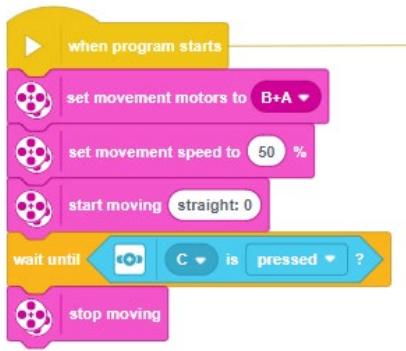 when program starts
set movement motors to B+A
set movement speed to 50 %
start moving straight: 0
wait until C is pressed ?
stop moving